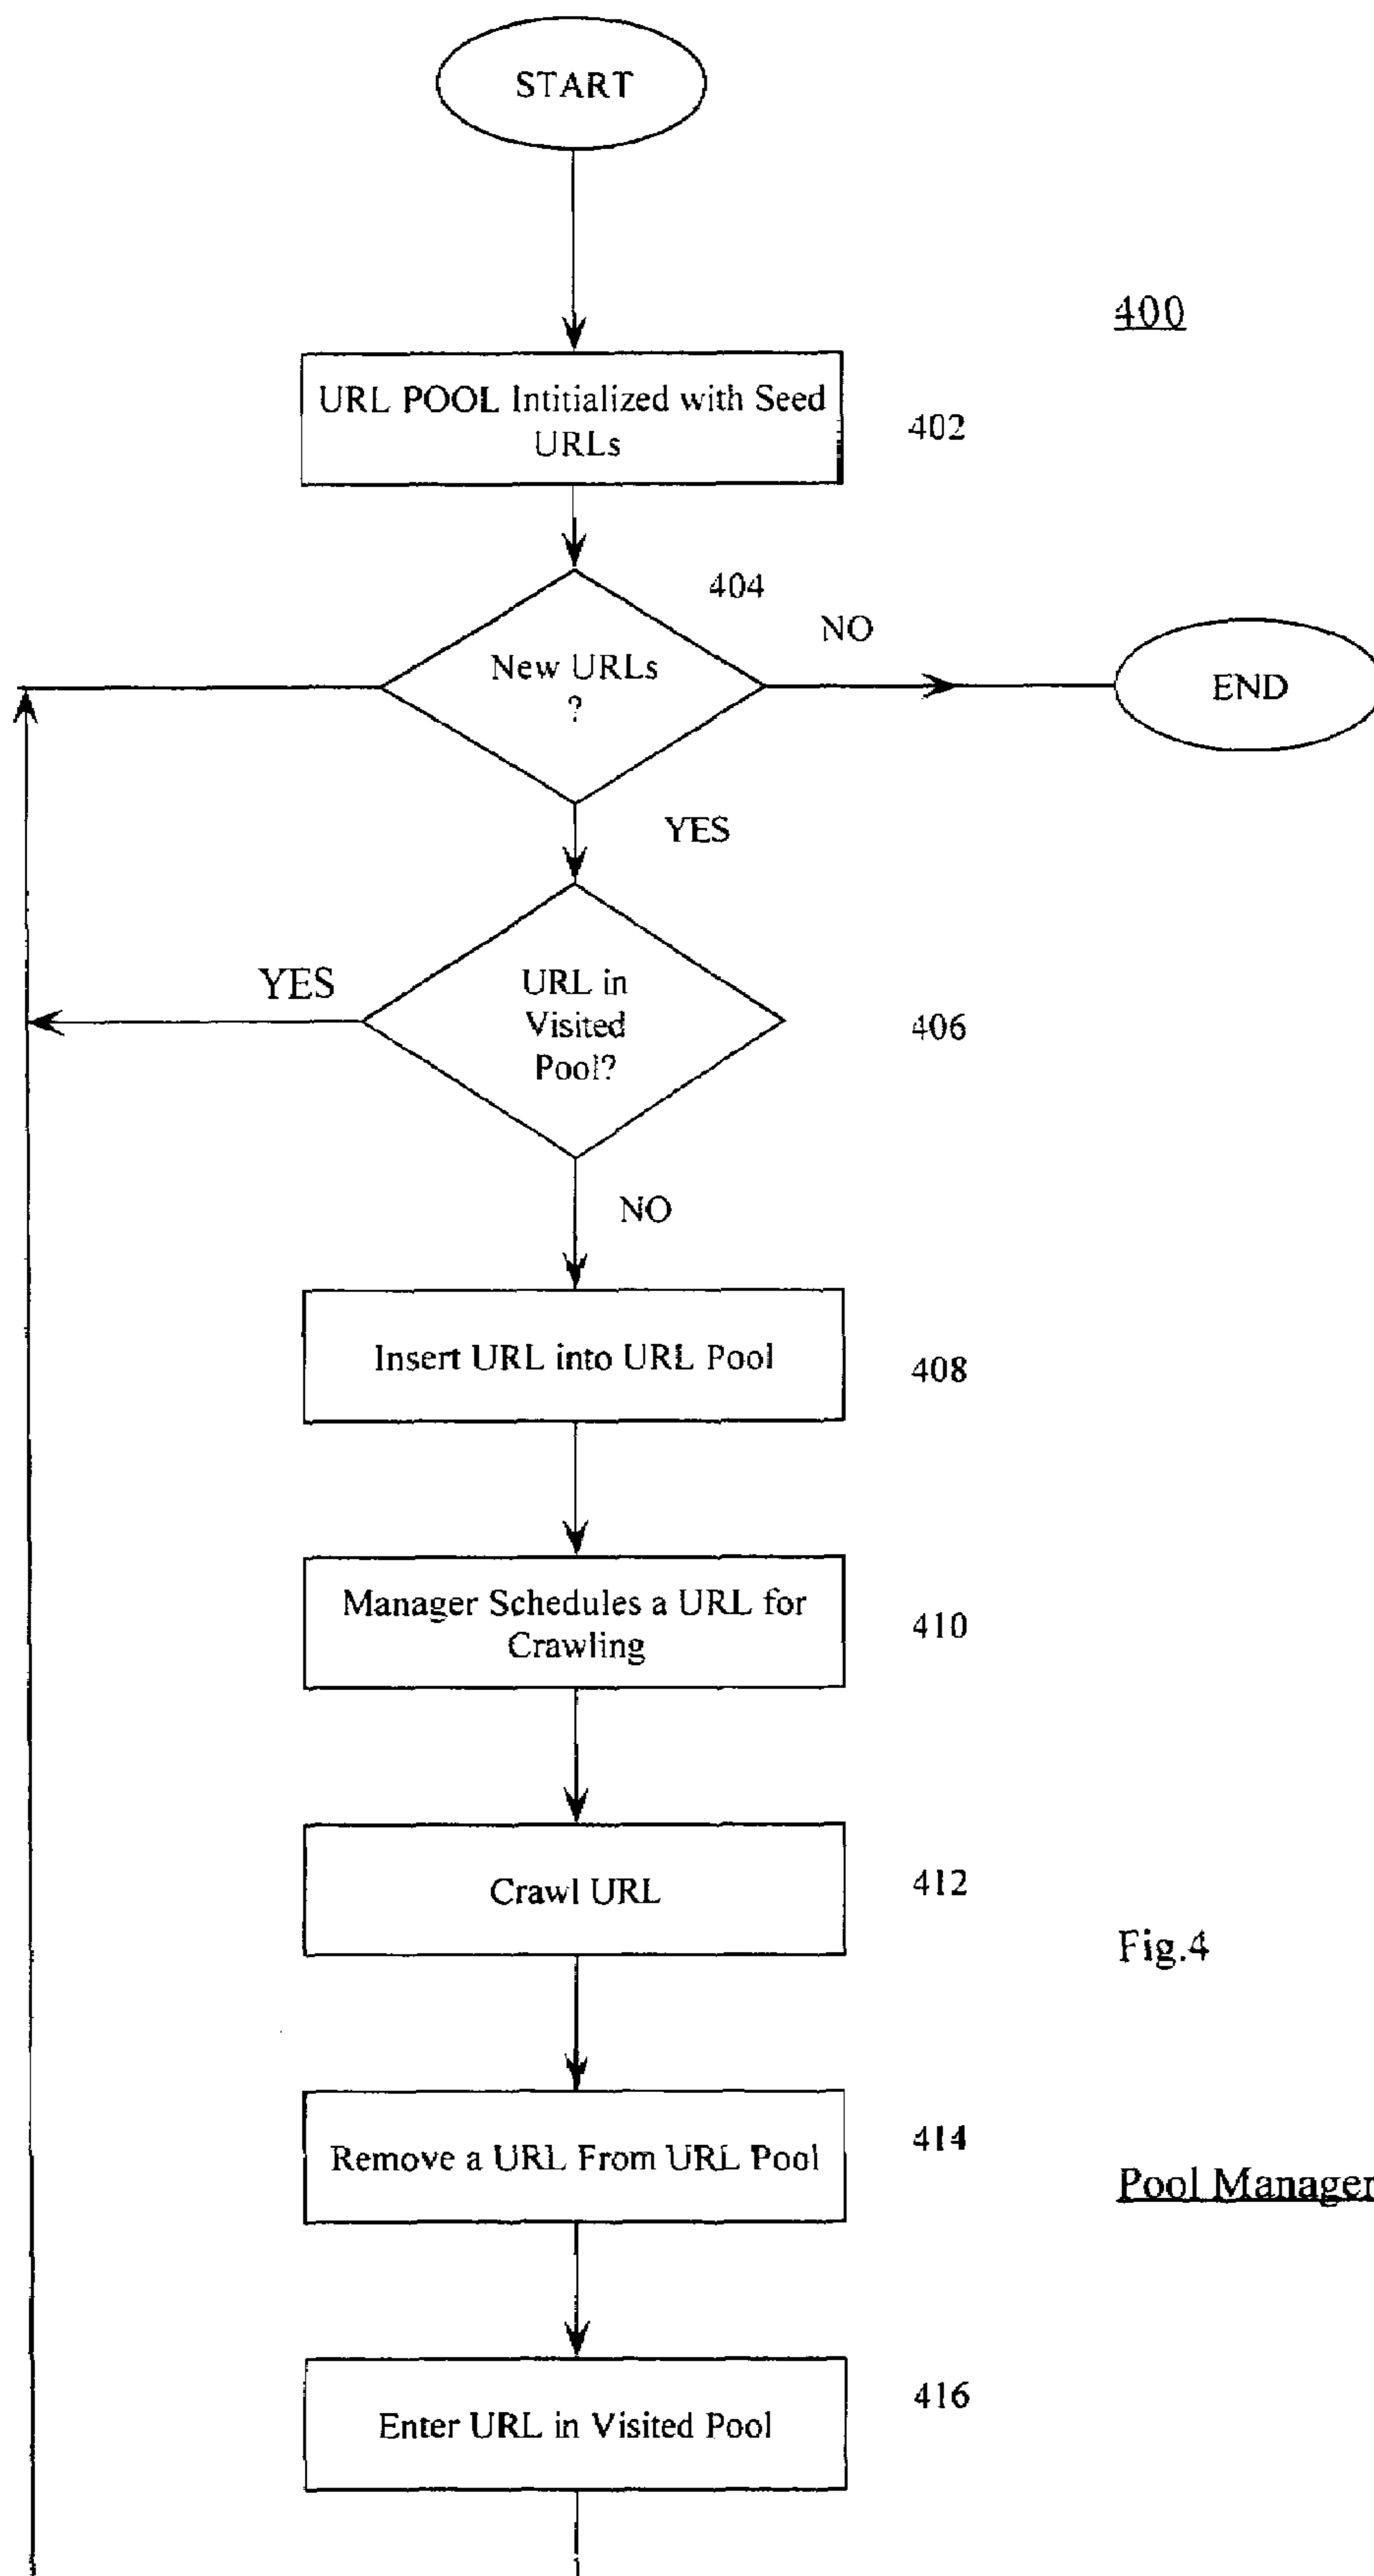 START
400
URL POOL Intitialized with Seed
URLs
402
404
NO
New URLs
?
END
YES
YES
URL in
Visited
Pool?
406
NO
Insert URL into URL Pool
408
Manager Schedules a URL for
Crawling
410
Crawl URL
412
Fig.4
Remove a URL From URL Pool
414
Pool Manager
Enter URL in Visited Pool
416